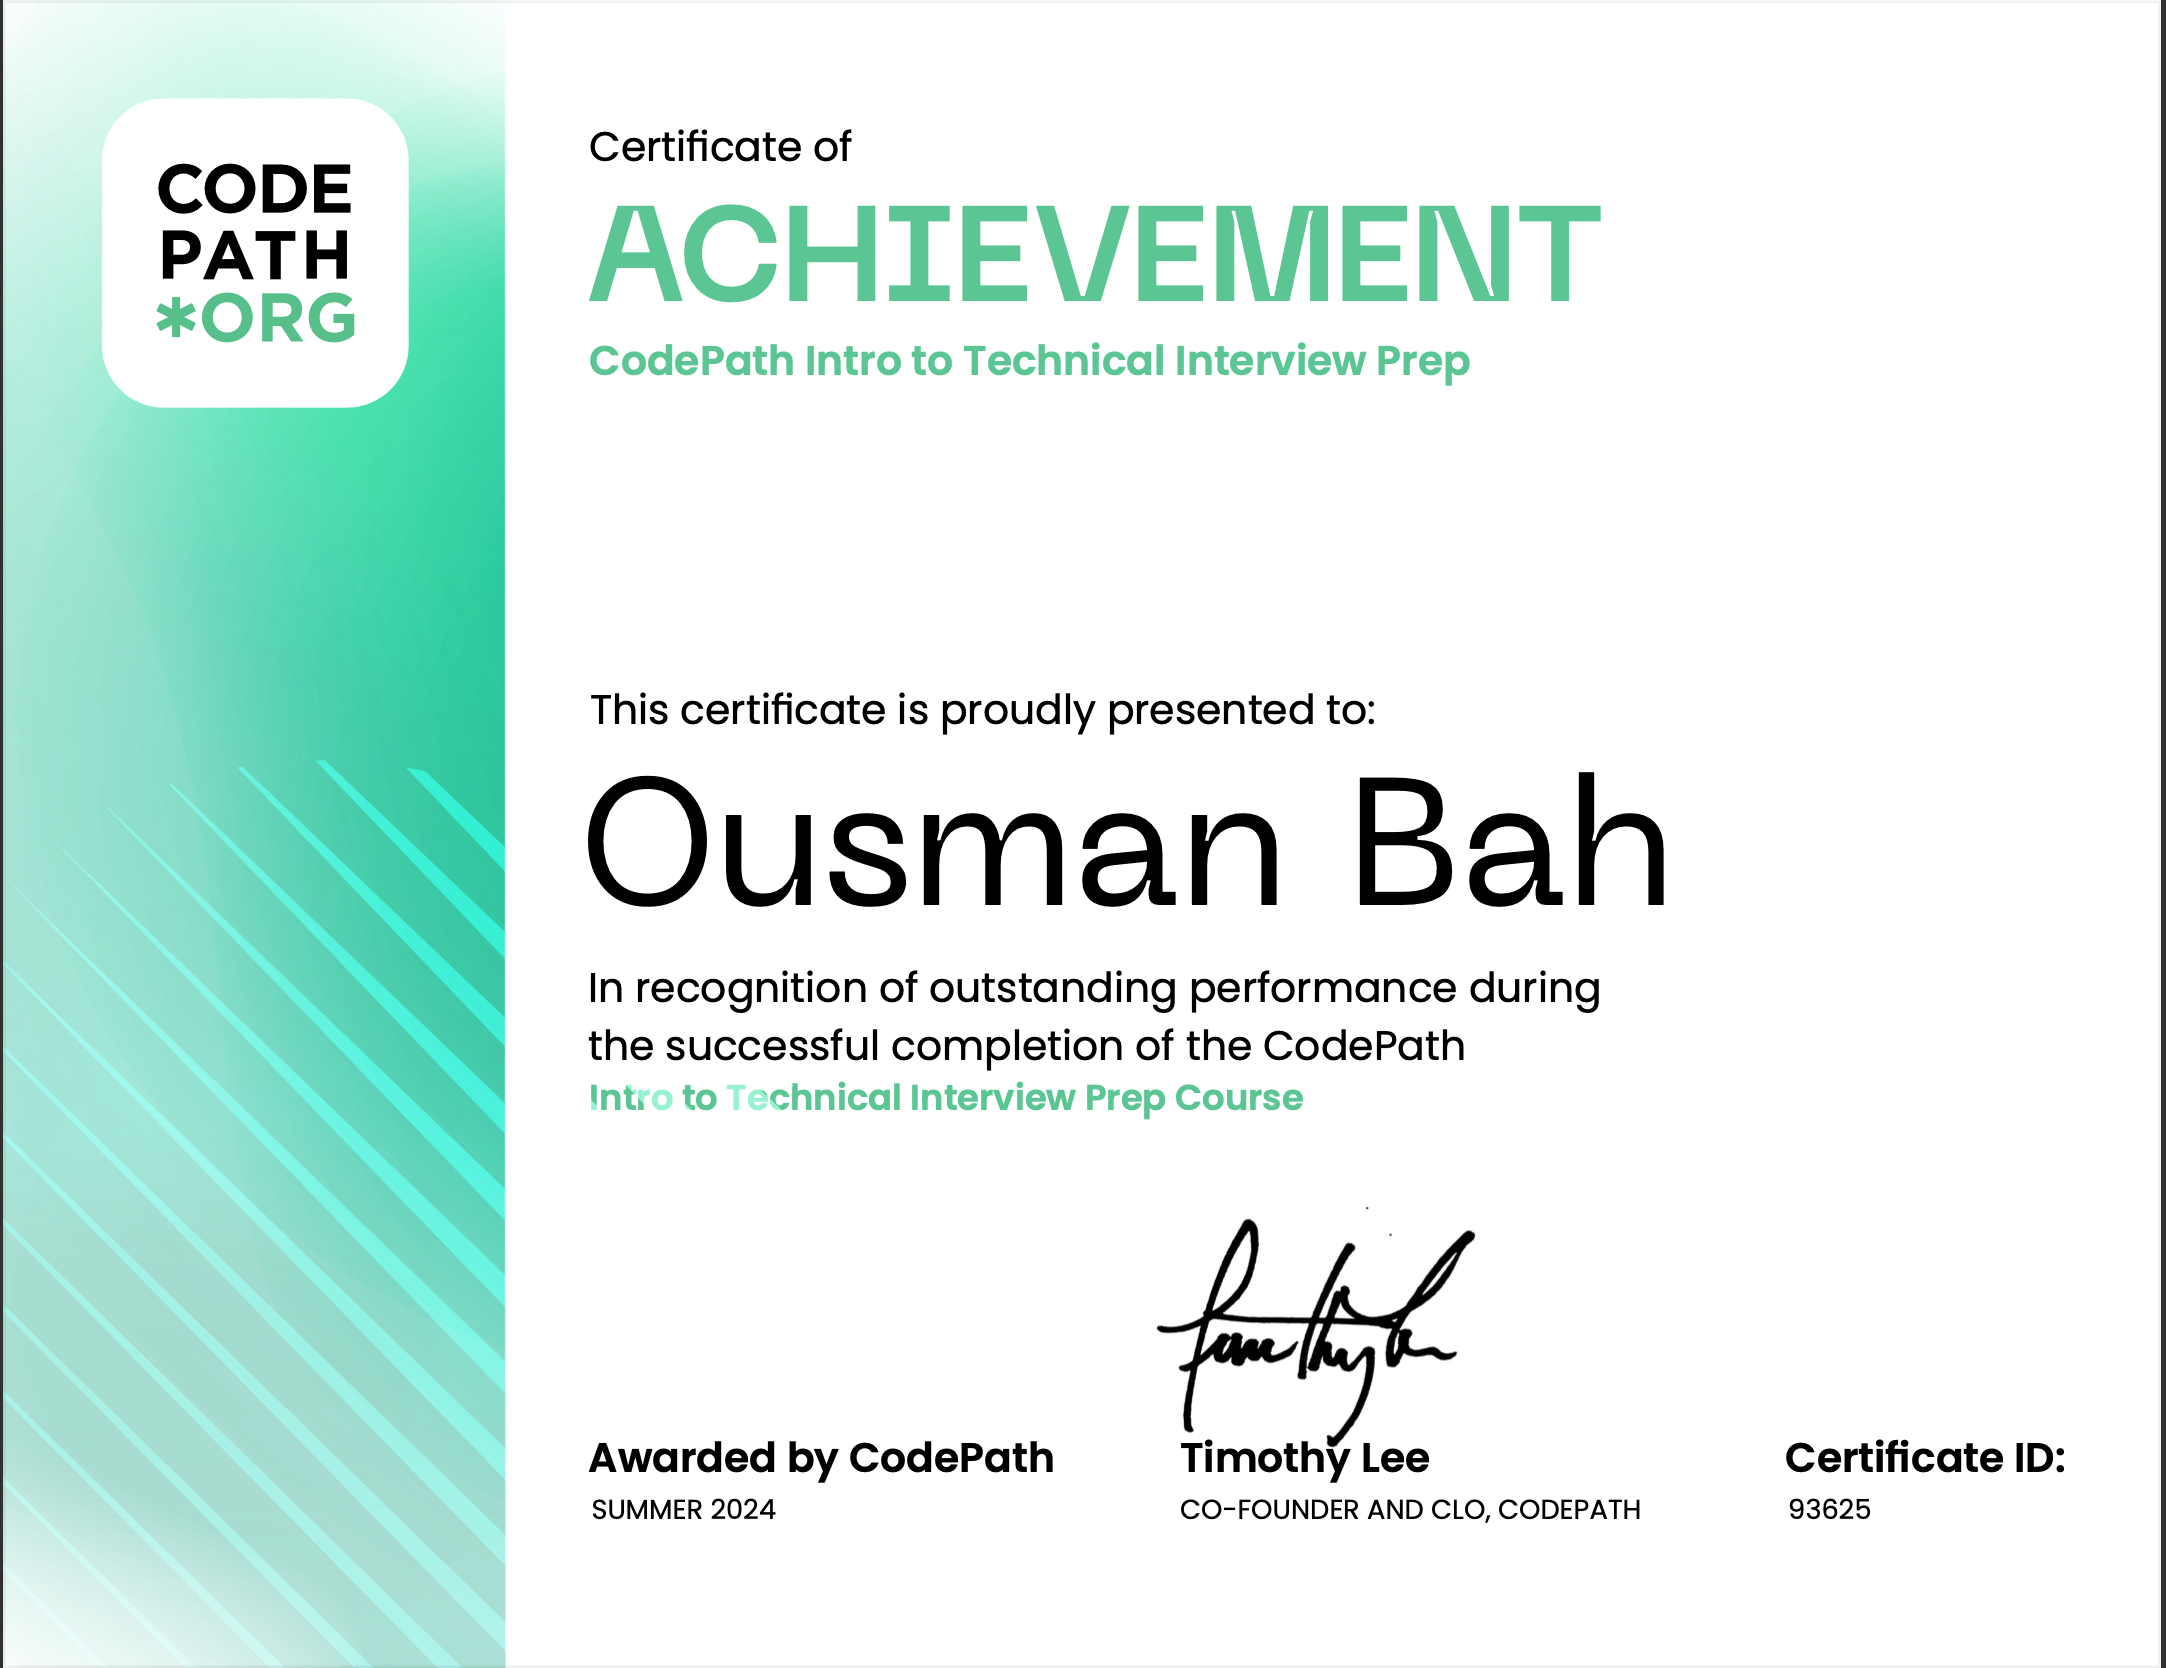 CODE
PATH
*ORG
Certificate of
ACHIEVEMENT
CodePath Intro to Technical Interview Prep
This certificate is proudly presented to:
Ousman Bah
In recognition of outstanding performance during
the successful completion of the CodePath
Intro to Technical Interview Prep Course
Awarded by CodePath
SUMMER 2024
Timothy Lee
CO-FOUNDER AND CLO, CODEPATH
Certificate ID:
93625